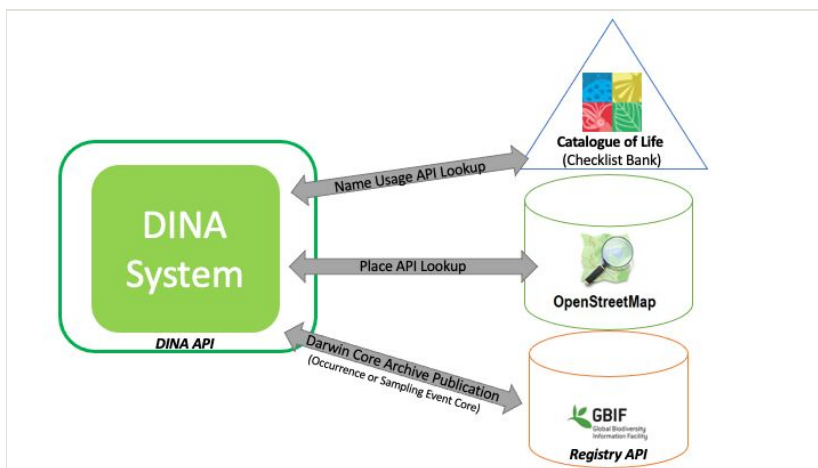 DINA
System
DINA API
Name Usage API Lookup
Catalogue of Life
(Checklist Bank)
Place API Lookup
OpenStreetMap
Darwin Core Archive Publication
(Occurrence or Sampling Event Core)
GBIF
Global Biodiversity
Information Facility
Registry API